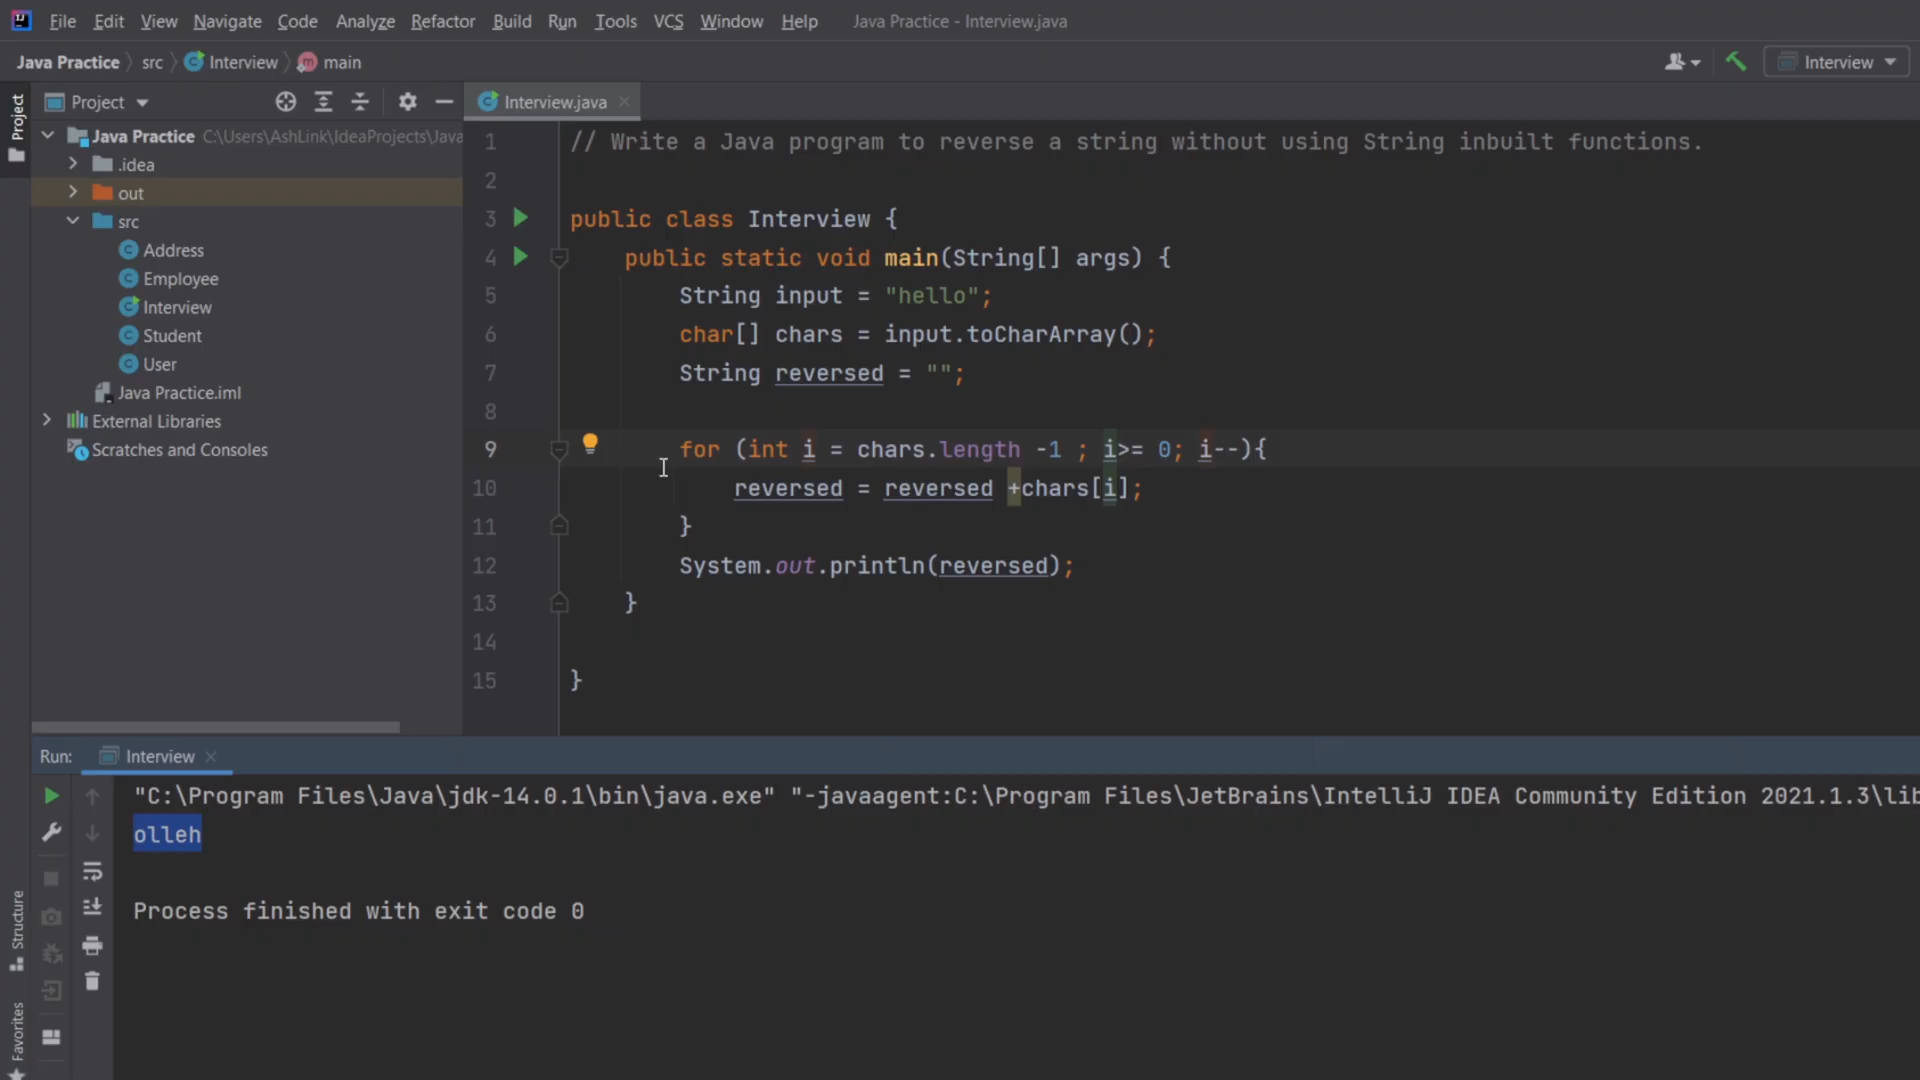 File Edit View Navigate Code Analyze Refactor Build Run Tools VCS Window Help Java Practice - Interview.java
Java Practice src Interview main Interview
Project Interview.java
Project
Java Practice C:\Users\AshLink\IdeaProjects\Java
.idea
out
src
Address
Employee
Interview
Student
User
Java Practice.iml
External Libraries
Scratches and Consoles
1 // Write a Java program to reverse a string without using String inbuilt functions.
2
3 public class Interview {
4 public static void main(String[] args) {
5 String input = "hello";
6 char[] chars = input.toCharArray();
7 String reversed = "";
8
9 for (int i = chars.length -1 ; i>= 0; i--){
10 reversed = reversed +chars[i];
11 }
12 System.out.println(reversed);
13 }
14
15 }
Run: Interview
"C:\Program Files\Java\jdk-14.0.1\bin\java.exe" "-javaagent:C:\Program Files\JetBrains\IntelliJ IDEA Community Edition 2021.1.3\lib
olleh
Process finished with exit code 0
Structure
Favorites